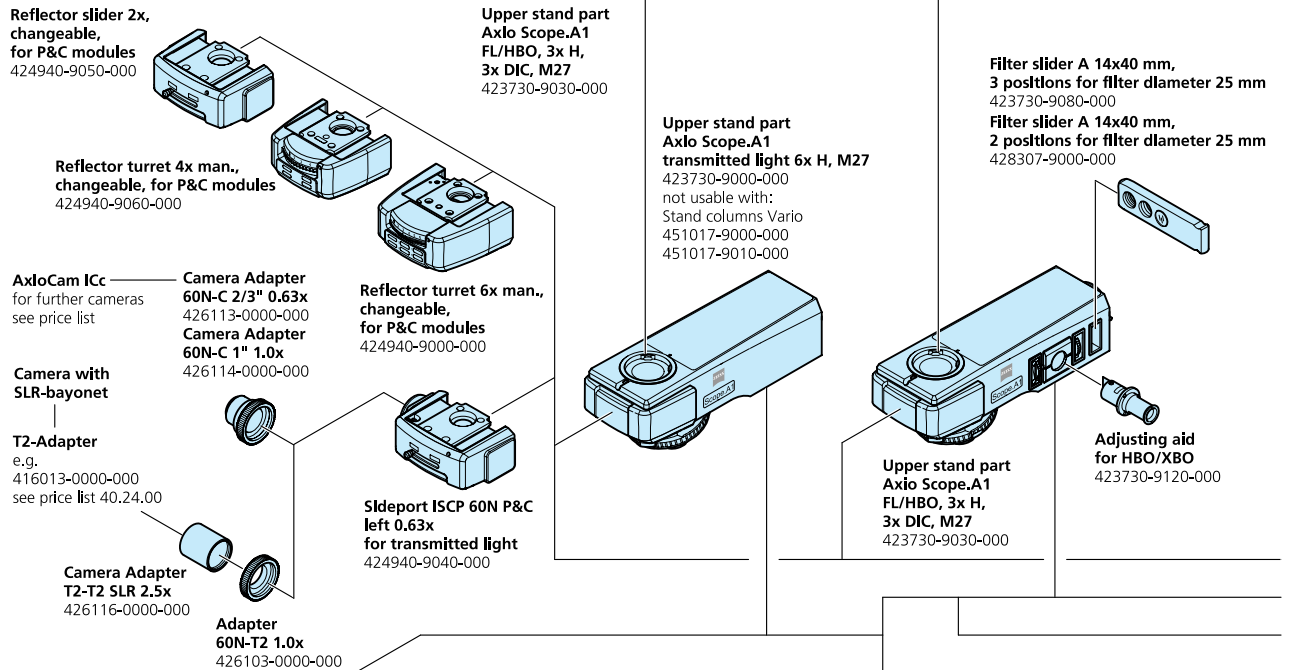 Reflector slider 2x,
changeable,
for P&C modules
424940-9050-000
Upper stand part
Axio Scope.A1
FL/HBO, 3x H,
3x DIC, M27
423730-9030-000
Filter slider A 14x40 mm,
3 positions for filter diameter 25 mm
423730-9080-000
Filter slider A 14x40 mm,
2 positions for filter diameter 25 mm
428307-9000-000
Upper stand part
Axio Scope.A1
transmitted light 6x H, M27
423730-9000-000
not usable with:
Stand columns Vario
451017-9000-000
451017-9010-000
Reflector turret 4x man.,
changeable, for P&C modules
424940-9060-000
AxioCam ICc
for further cameras
see price list
Camera Adapter
60N-C 2/3" 0.63x
426113-0000-000
Camera Adapter
60N-C 1" 1.0x
426114-0000-000
Reflector turret 6x man.,
changeable,
for P&C modules
424940-9000-000
Camera with
SLR-bayonet
T2-Adapter
e.g.
416013-0000-000
see price list 40.24.00
Scope.A1
Scope.A1
Adjusting aid
for HBO/XBO
423730-9120-000
Upper stand part
Axio Scope.A1
FL/HBO, 3x H,
3x DIC, M27
423730-9030-000
Sideport ISCP 60N P&C
left 0.63x
for transmitted light
424940-9040-000
Camera Adapter
T2-T2 SLR 2.5x
426116-0000-000
Adapter
60N-T2 1.0x
426103-0000-000